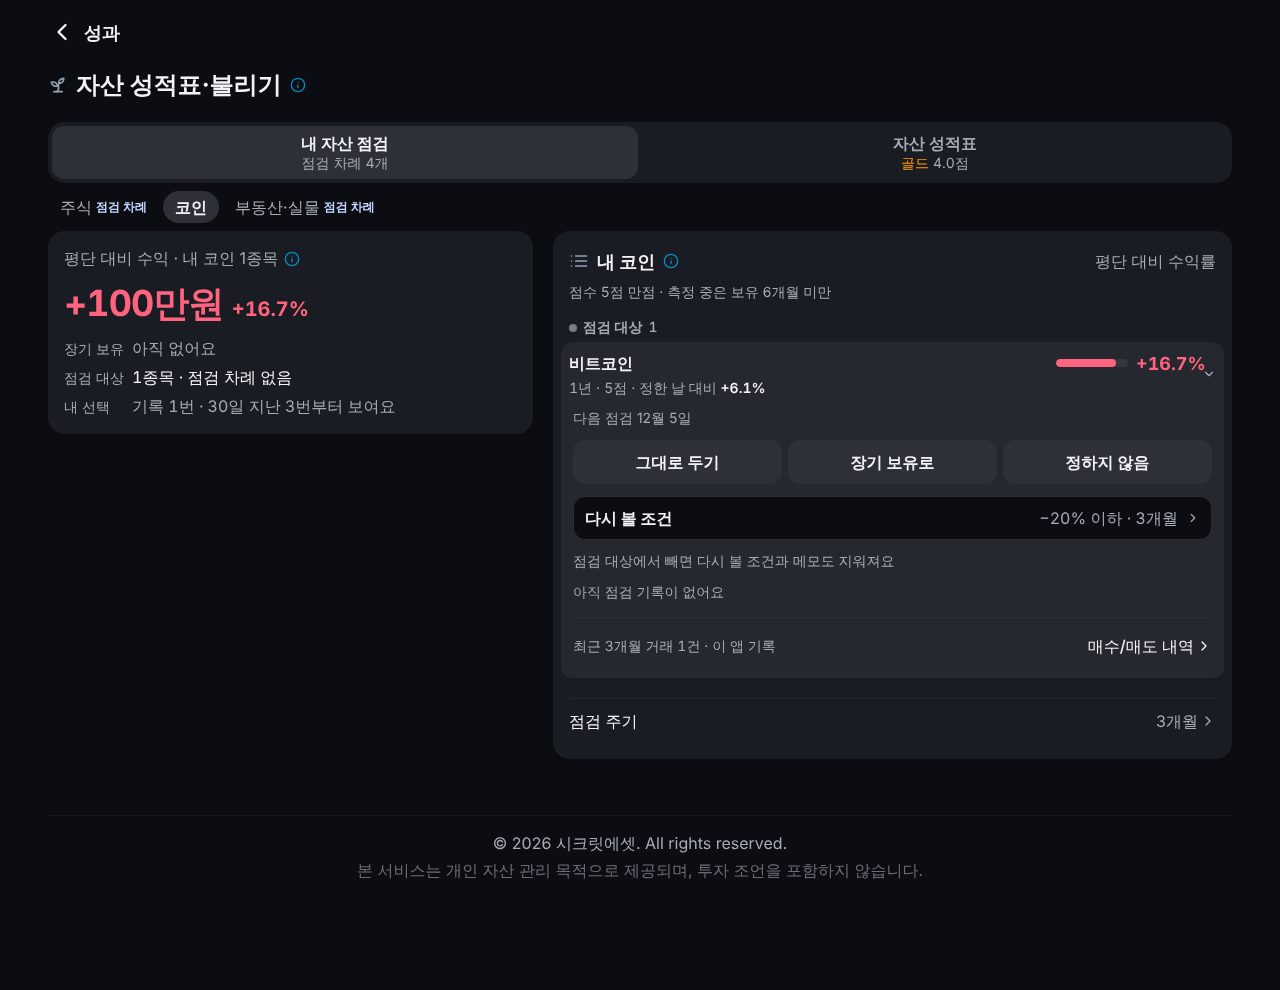 성과
자산 성적표·불리기
내 자산 점검
점검 차례 4개
자산 성적표
골드 4.0점
주식 점검 차례 코인 부동산·실물 점검 차례
평단 대비 수익 · 내 코인 1종목
+100만원 +16.7%
장기 보유 아직 없어요
점검 대상 1종목 · 점검 차례 없음
내 선택 기록 1번 · 30일 지난 3번부터 보여요
내 코인 평단 대비 수익률
점수 5점 만점 · 측정 중은 보유 6개월 미만
점검 대상 1
비트코인 +16.7%
1년 · 5점 · 정한 날 대비 +6.1%
다음 점검 12월 5일
그대로 두기 장기 보유로 정하지 않음
다시 볼 조건 −20% 이하 · 3개월
점검 대상에서 빼면 다시 볼 조건과 메모도 지워져요
아직 점검 기록이 없어요
최근 3개월 거래 1건 · 이 앱 기록 매수/매도 내역
점검 주기 3개월
© 2026 시크릿에셋. All rights reserved.
본 서비스는 개인 자산 관리 목적으로 제공되며, 투자 조언을 포함하지 않습니다.